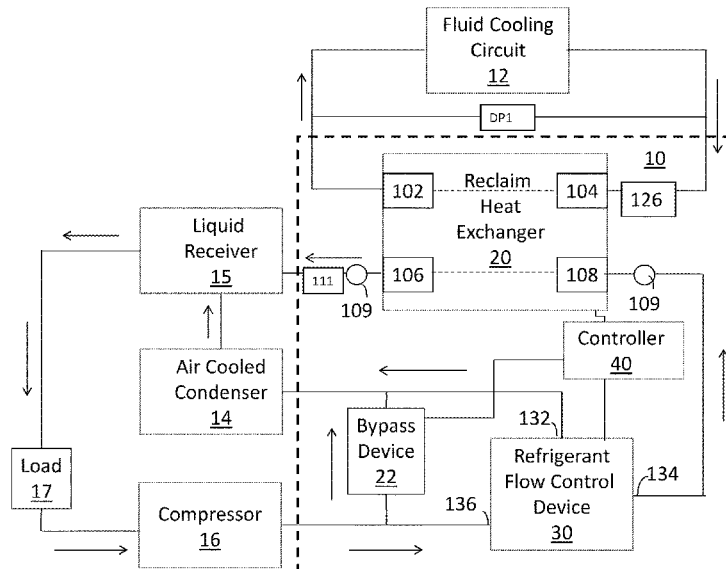 Fluid Cooling
Circuit
12
DP1
10
Reclaim
Heat
Exchanger
20
102
104
126
106
108
111
109
109
Liquid
Receiver
15
Controller
40
Air Cooled
Condenser
14
Bypass
Device
22
132
Refrigerant
Flow Control
Device
30
134
136
Load
17
Compressor
16